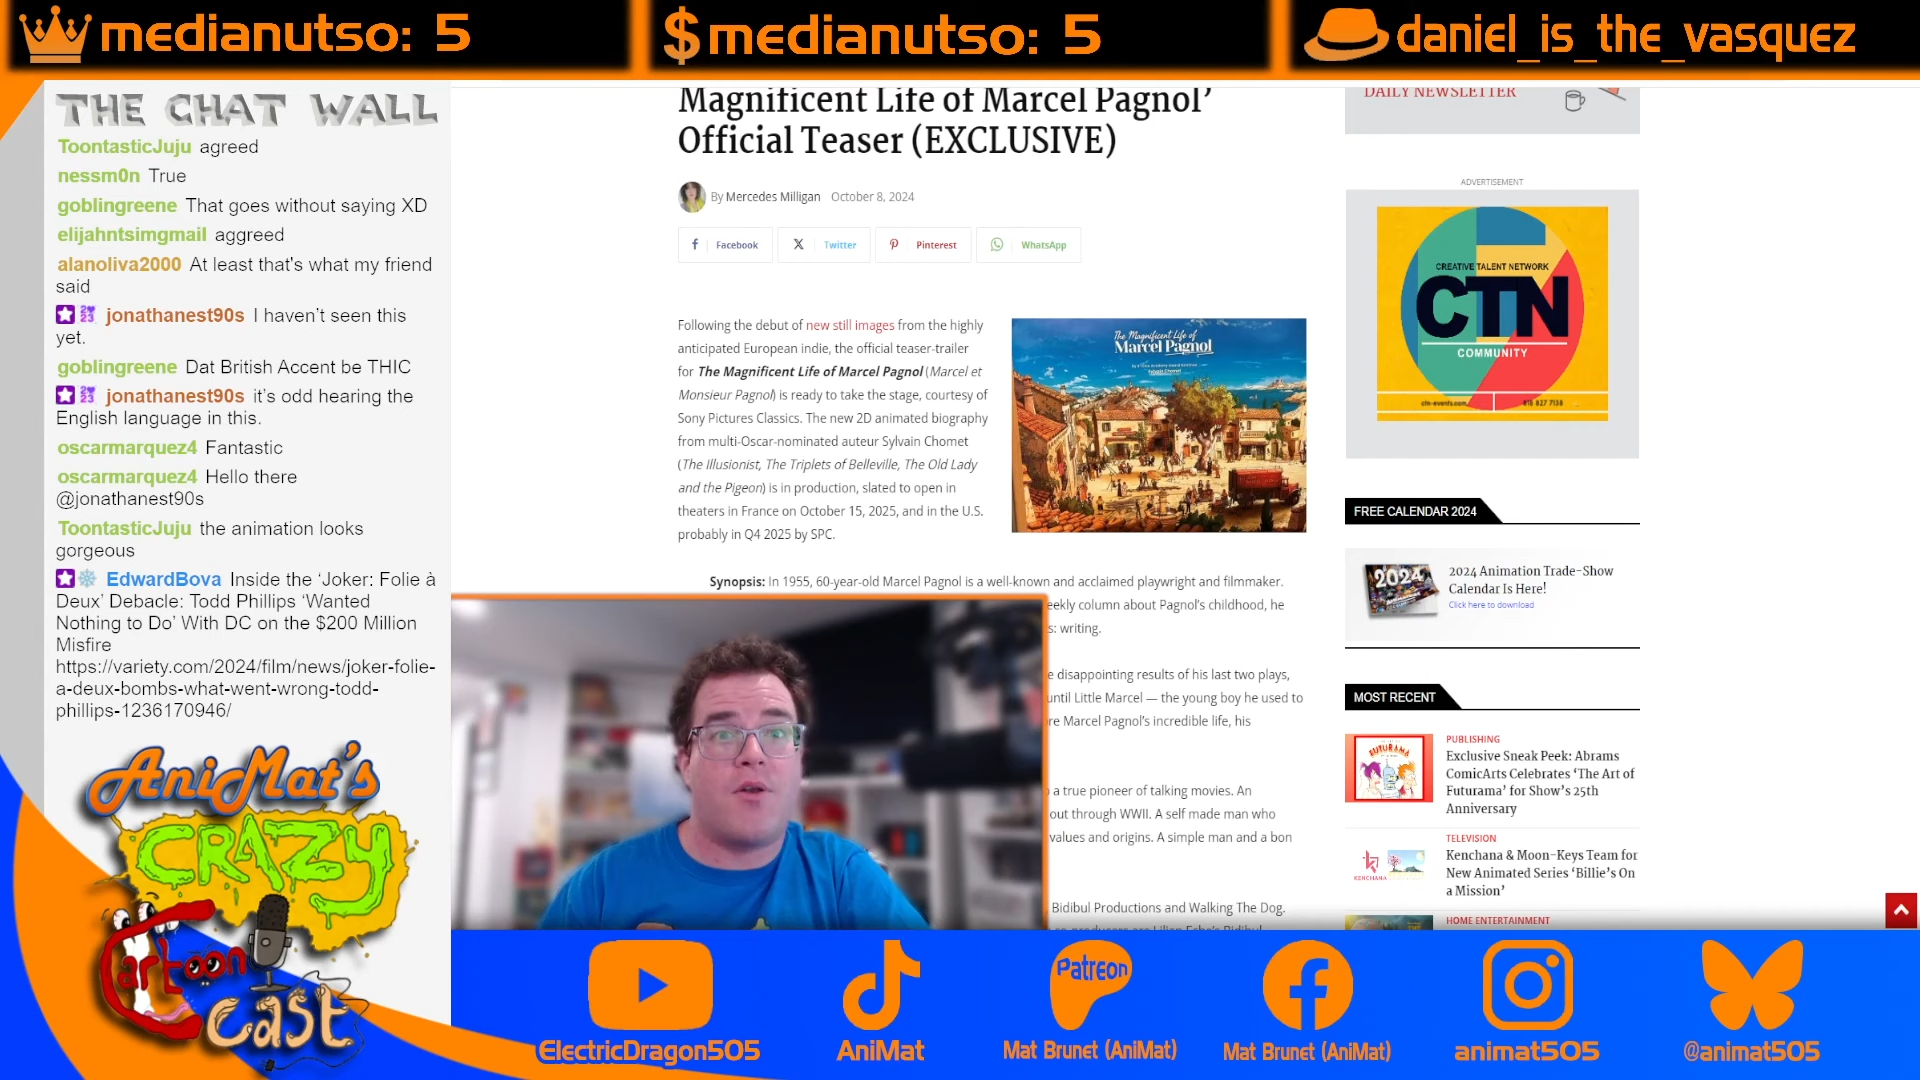 medianutso: 5
$ medianutso: 5
daniel_is_the_vasquez
THE CHAT WALL
ToontasticJuju agreed
nessm0n True
goblingreene That goes without saying XD
elijahntsimgmail aggreed
alanoliva2000 At least that's what my friend
said
jonathanest90s I haven't seen this
yet.
goblingreene Dat British Accent be THIC
jonathanest90s it's odd hearing the
English language in this.
oscarmarquez4 Fantastic
oscarmarquez4 Hello there
@jonathanest90s
ToontasticJuju the animation looks
gorgeous
EdwardBova Inside the 'Joker: Folie à
Deux' Debacle: Todd Phillips 'Wanted
Nothing to Do' With DC on the $200 Million
Misfire
https://variety.com/2024/film/news/joker-folie-
a-deux-bombs-what-went-wrong-todd-
phillips-1236170946/
AniMat's
CRAZY
Cartoon
Cast
Magnificent Life of Marcel Pagnol’
Official Teaser (EXCLUSIVE)
By Mercedes Milligan October 8, 2024
Facebook
Twitter
Pinterest
WhatsApp
Following the debut of new still images from the highly
anticipated European indie, the official teaser-trailer
for The Magnificent Life of Marcel Pagnol (Marcel et
Monsieur Pagnol) is ready to take the stage, courtesy of
Sony Pictures Classics. The new 2D animated biography
from multi-Oscar-nominated auteur Sylvain Chomet
(The Illusionist, The Triplets of Belleville, The Old Lady
and the Pigeon) is in production, slated to open in
theaters in France on October 15, 2025, and in the U.S.
probably in Q4 2025 by SPC.
The Magnificent Life of
Marcel Pagnol
Synopsis: In 1955, 60-year-old Marcel Pagnol is a well-known and acclaimed playwright and filmmaker.
eekly column about Pagnol's childhood, he
s: writing.
e disappointing results of his last two plays,
until Little Marcel — the young boy he used to
re Marcel Pagnol's incredible life, his
a true pioneer of talking movies. An
out through WWII. A self made man who
values and origins. A simple man and a bon
Bidibul Productions and Walking The Dog.
DAILY NEWSLETTER
ADVERTISEMENT
CREATIVE TALENT NETWORK
CTN
COMMUNITY
ctn-events.com
818 827 7138
FREE CALENDAR 2024
2024
2024 Animation Trade-Show
Calendar Is Here!
Click here to download
MOST RECENT
FUTURAMA
PUBLISHING
Exclusive Sneak Peek: Abrams
ComicArts Celebrates ‘The Art of
Futurama’ for Show’s 25th
Anniversary
KENCHANA
TELEVISION
Kenchana & Moon-Keys Team for
New Animated Series ‘Billie’s On
a Mission’
HOME ENTERTAINMENT
ElectricDragon505
AniMat
Patreon
Mat Brunet (AniMat)
Mat Brunet (AniMat)
animat505
@animat505